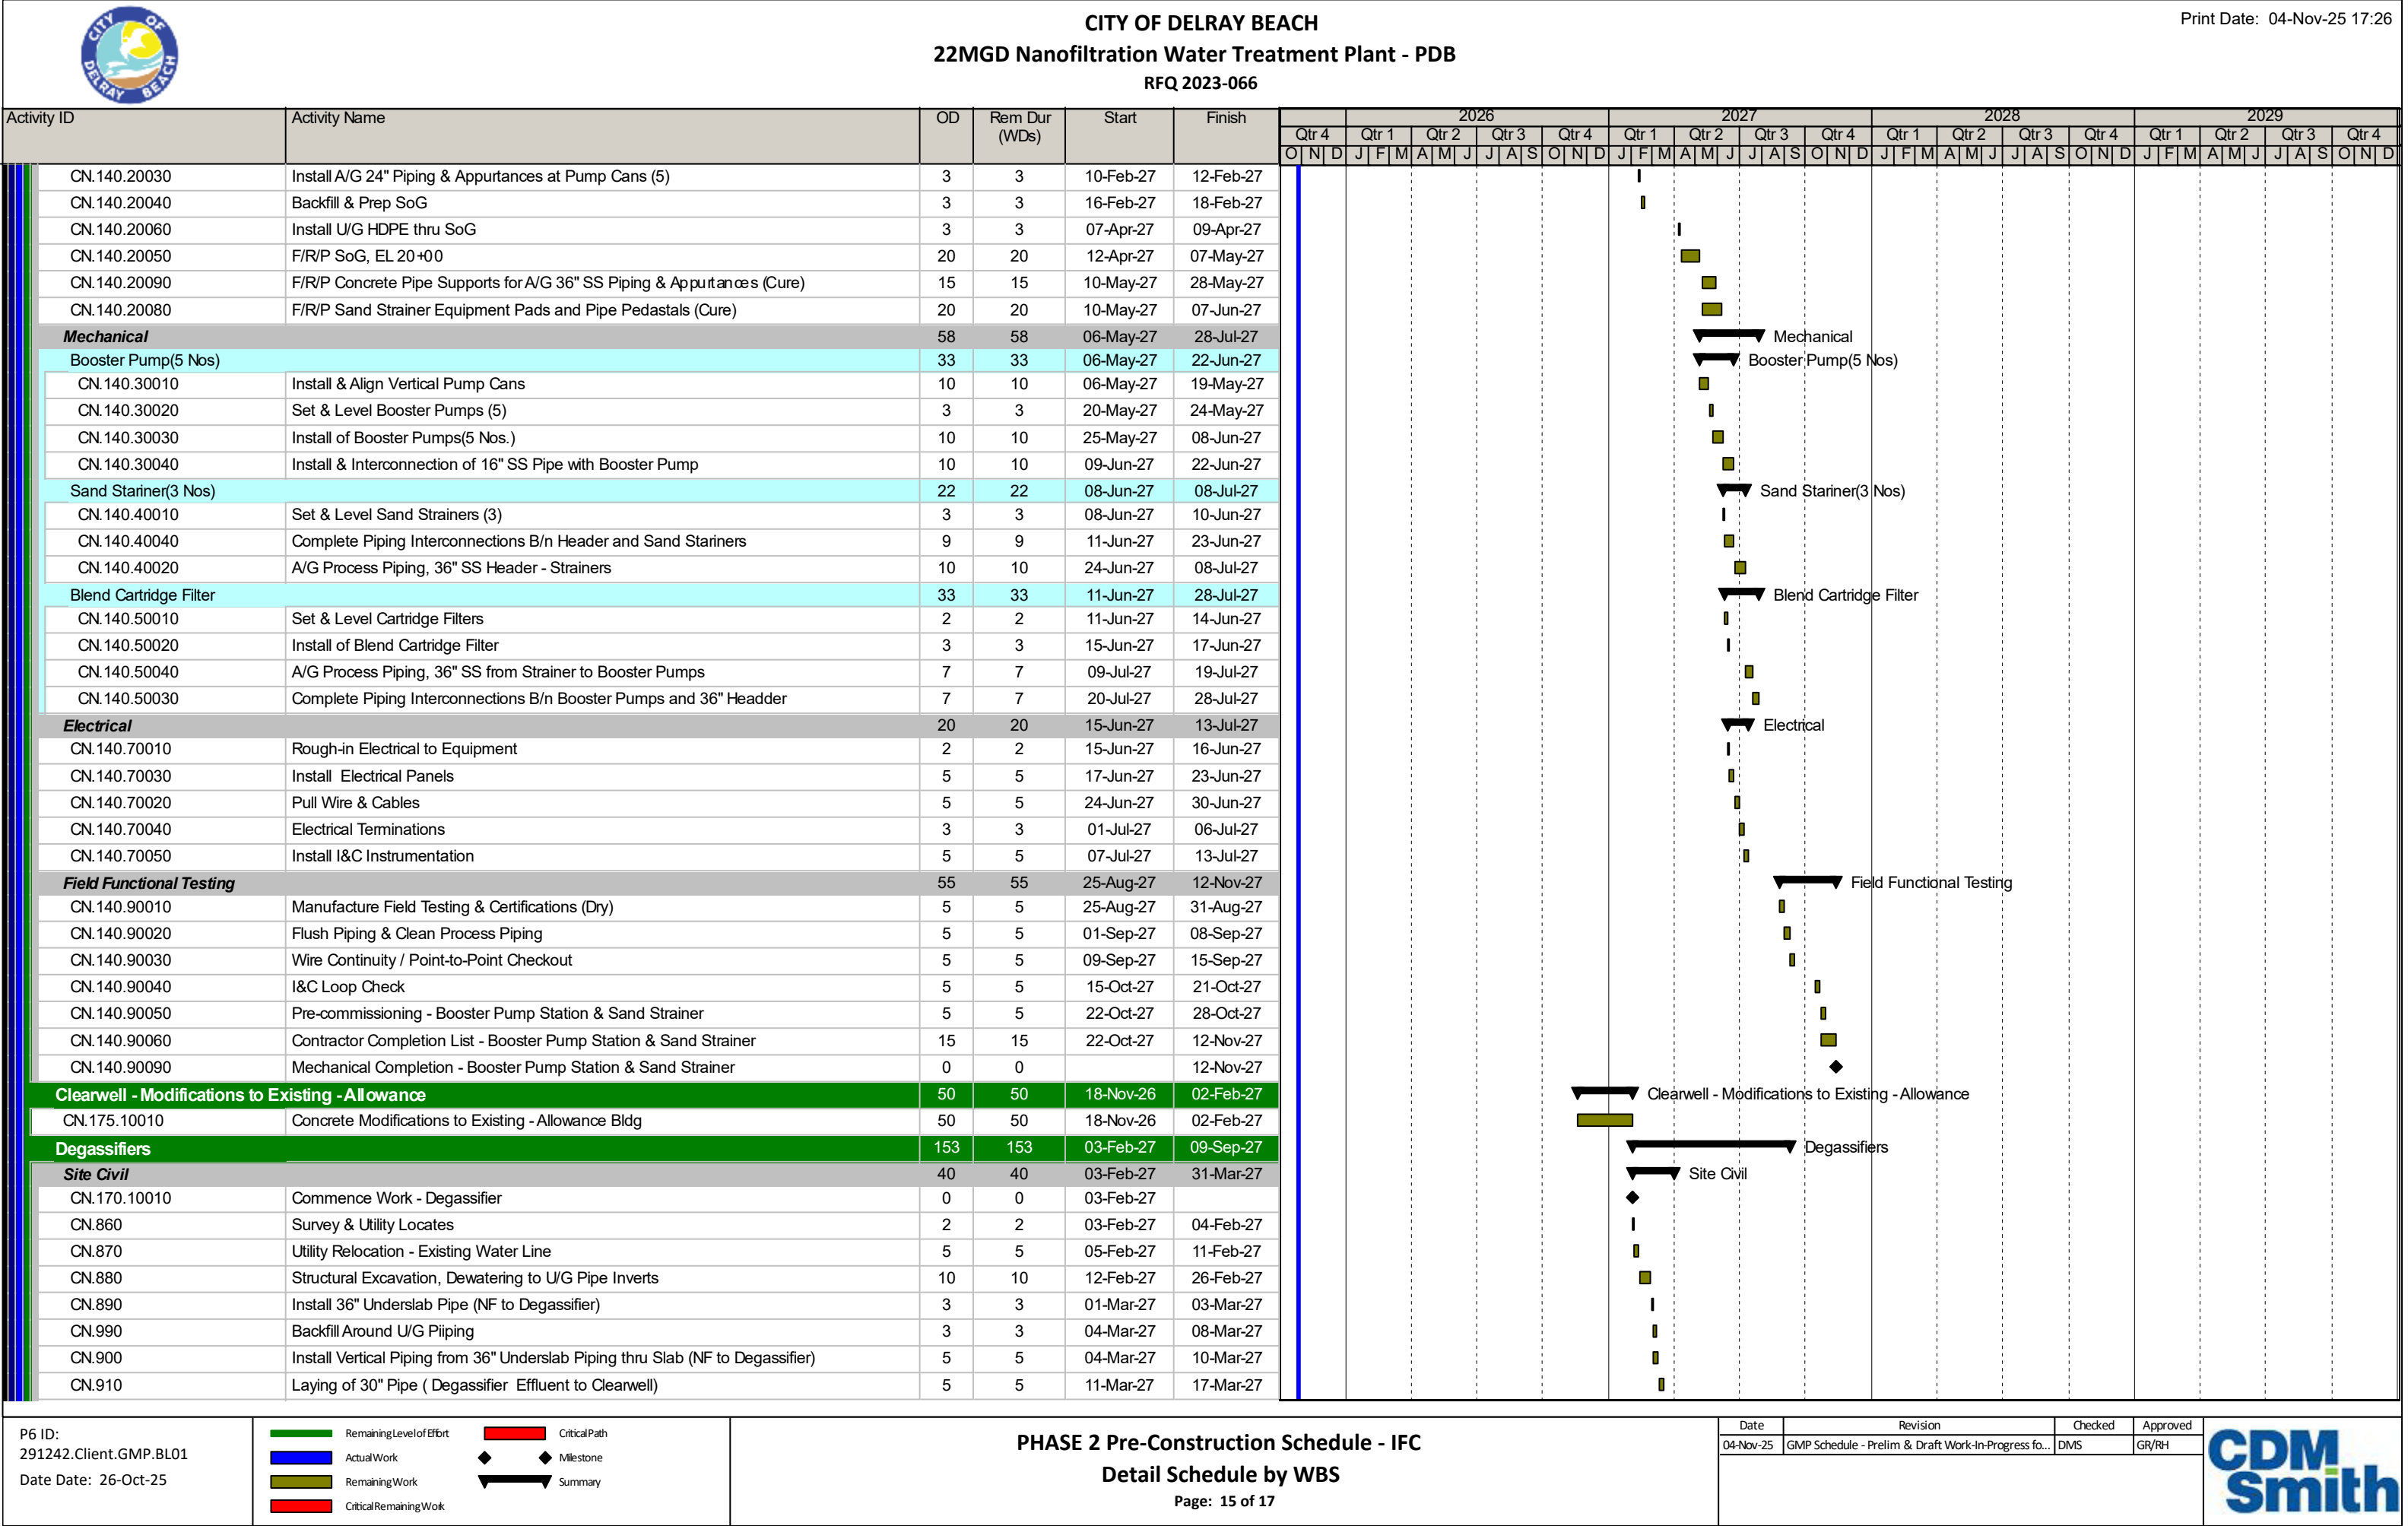 CITY OF DELRAY BEACH
CITY OF DELRAY BEACH
22MGD Nanofiltration Water Treatment Plant - PDB
RFQ 2023-066
Print Date: 04-Nov-25 17:26
Activity ID Activity Name OD Rem Dur (WDs) Start Finish 2026 2027 2028 2029
Qtr 4 Qtr 1 Qtr 2 Qtr 3 Qtr 4 Qtr 1 Qtr 2 Qtr 3 Qtr 4 Qtr 1 Qtr 2 Qtr 3 Qtr 4 Qtr 1 Qtr 2 Qtr 3 Qtr 4
O N D J F M A M J J A S O N D J F M A M J J A S O N D J F M A M J J A S O N D J F M A M J J A S O N D
CN.140.20030 Install A/G 24" Piping & Appurtances at Pump Cans (5) 3 3 10-Feb-27 12-Feb-27
CN.140.20040 Backfill & Prep SoG 3 3 16-Feb-27 18-Feb-27
CN.140.20060 Install U/G HDPE thru SoG 3 3 07-Apr-27 09-Apr-27
CN.140.20050 F/R/P SoG, EL 20+00 20 20 12-Apr-27 07-May-27
CN.140.20090 F/R/P Concrete Pipe Supports for A/G 36" SS Piping & Appurtances (Cure) 15 15 10-May-27 28-May-27
CN.140.20080 F/R/P Sand Strainer Equipment Pads and Pipe Pedastals (Cure) 20 20 10-May-27 07-Jun-27
Mechanical 58 58 06-May-27 28-Jul-27 Mechanical
Booster Pump(5 Nos) 33 33 06-May-27 22-Jun-27 Booster Pump(5 Nos)
CN.140.30010 Install & Align Vertical Pump Cans 10 10 06-May-27 19-May-27
CN.140.30020 Set & Level Booster Pumps (5) 3 3 20-May-27 24-May-27
CN.140.30030 Install of Booster Pumps(5 Nos.) 10 10 25-May-27 08-Jun-27
CN.140.30040 Install & Interconnection of 16" SS Pipe with Booster Pump 10 10 09-Jun-27 22-Jun-27
Sand Stariner(3 Nos) 22 22 08-Jun-27 08-Jul-27 Sand Stariner(3 Nos)
CN.140.40010 Set & Level Sand Strainers (3) 3 3 08-Jun-27 10-Jun-27
CN.140.40040 Complete Piping Interconnections B/n Header and Sand Stariners 9 9 11-Jun-27 23-Jun-27
CN.140.40020 A/G Process Piping, 36" SS Header - Strainers 10 10 24-Jun-27 08-Jul-27
Blend Cartridge Filter 33 33 11-Jun-27 28-Jul-27 Blend Cartridge Filter
CN.140.50010 Set & Level Cartridge Filters 2 2 11-Jun-27 14-Jun-27
CN.140.50020 Install of Blend Cartridge Filter 3 3 15-Jun-27 17-Jun-27
CN.140.50040 A/G Process Piping, 36" SS from Strainer to Booster Pumps 7 7 09-Jul-27 19-Jul-27
CN.140.50030 Complete Piping Interconnections B/n Booster Pumps and 36" Headder 7 7 20-Jul-27 28-Jul-27
Electrical 20 20 15-Jun-27 13-Jul-27 Electrical
CN.140.70010 Rough-in Electrical to Equipment 2 2 15-Jun-27 16-Jun-27
CN.140.70030 Install Electrical Panels 5 5 17-Jun-27 23-Jun-27
CN.140.70020 Pull Wire & Cables 5 5 24-Jun-27 30-Jun-27
CN.140.70040 Electrical Terminations 3 3 01-Jul-27 06-Jul-27
CN.140.70050 Install I&C Instrumentation 5 5 07-Jul-27 13-Jul-27
Field Functional Testing 55 55 25-Aug-27 12-Nov-27 Field Functional Testing
CN.140.90010 Manufacture Field Testing & Certifications (Dry) 5 5 25-Aug-27 31-Aug-27
CN.140.90020 Flush Piping & Clean Process Piping 5 5 01-Sep-27 08-Sep-27
CN.140.90030 Wire Continuity / Point-to-Point Checkout 5 5 09-Sep-27 15-Sep-27
CN.140.90040 I&C Loop Check 5 5 15-Oct-27 21-Oct-27
CN.140.90050 Pre-commissioning - Booster Pump Station & Sand Strainer 5 5 22-Oct-27 28-Oct-27
CN.140.90060 Contractor Completion List - Booster Pump Station & Sand Strainer 15 15 22-Oct-27 12-Nov-27
CN.140.90090 Mechanical Completion - Booster Pump Station & Sand Strainer 0 0 12-Nov-27
Clearwell - Modifications to Existing - Allowance 50 50 18-Nov-26 02-Feb-27 Clearwell - Modifications to Existing - Allowance
CN.175.10010 Concrete Modifications to Existing - Allowance Bldg 50 50 18-Nov-26 02-Feb-27
Degassifiers 153 153 03-Feb-27 09-Sep-27 Degassifiers
Site Civil 40 40 03-Feb-27 31-Mar-27 Site Civil
CN.170.10010 Commence Work - Degassifier 0 0 03-Feb-27
CN.860 Survey & Utility Locates 2 2 03-Feb-27 04-Feb-27
CN.870 Utility Relocation - Existing Water Line 5 5 05-Feb-27 11-Feb-27
CN.880 Structural Excavation, Dewatering to U/G Pipe Inverts 10 10 12-Feb-27 26-Feb-27
CN.890 Install 36" Underslab Pipe (NF to Degassifier) 3 3 01-Mar-27 03-Mar-27
CN.990 Backfill Around U/G Piiping 3 3 04-Mar-27 08-Mar-27
CN.900 Install Vertical Piping from 36" Underslab Piping thru Slab (NF to Degassifier) 5 5 04-Mar-27 10-Mar-27
CN.910 Laying of 30" Pipe ( Degassifier Effluent to Clearwell) 5 5 11-Mar-27 17-Mar-27
P6 ID:
291242.Client.GMP.BL01
Date Date: 26-Oct-25
Remaining Level of Effort Critical Path
Actual Work Milestone
Remaining Work Summary
Critical Remaining Work
PHASE 2 Pre-Construction Schedule - IFC
Detail Schedule by WBS
Page: 15 of 17
Date Revision Checked Approved
04-Nov-25 GMP Schedule - Prelim & Draft Work-In-Progress fo... DMS GR/RH
CDM
Smith